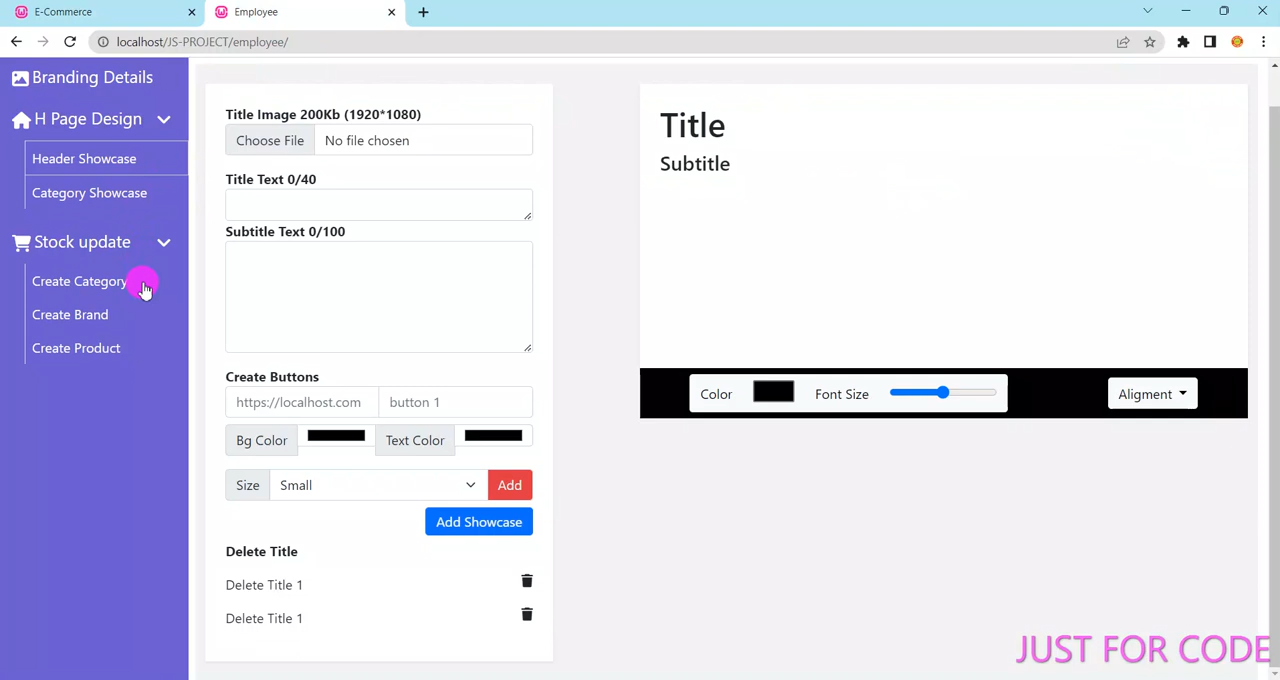 E-Commerce
Employee
localhost/JS-PROJECT/employee/
Branding Details
H Page Design
Header Showcase
Category Showcase
Stock update
Create Category
Create Brand
Create Product
Title Image 200Kb (1920*1080)
Choose File No file chosen
Title Text 0/40
Subtitle Text 0/100
Create Buttons
https://localhost.com button 1
Bg Color Text Color
Size Small Add
Add Showcase
Delete Title
Delete Title 1
Delete Title 1
Title
Subtitle
Color Font Size Aligment
JUST FOR CODE